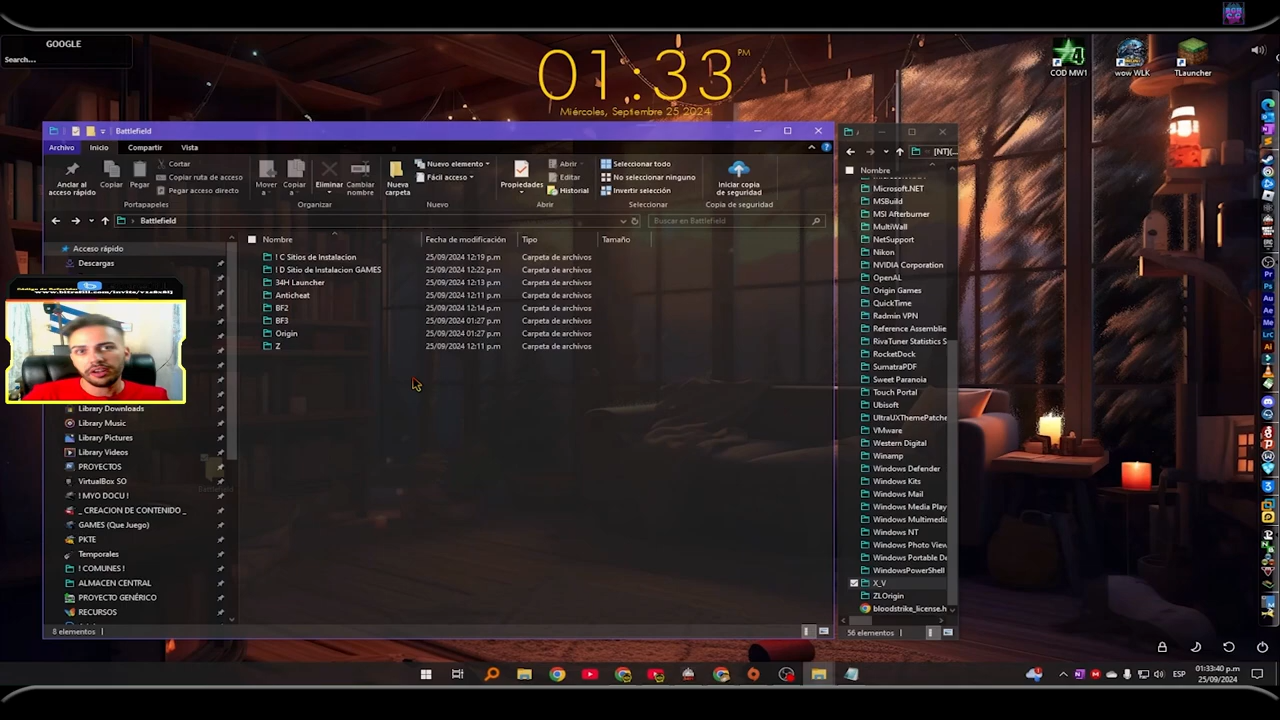 GOOGLE
Search...
01:33 PM
Miércoles, Septiembre 25 2024
COD MW1
wow WLK
TLauncher
Battlefield
Archivo
Inicio
Compartir
Vista
Anclar al acceso rápido
Copiar
Pegar
Cortar
Copiar ruta de acceso
Pegar acceso directo
Portapapeles
Mover a
Copiar a
Eliminar
Cambiar nombre
Organizar
Nueva carpeta
Nuevo elemento
Fácil acceso
Nuevo
Propiedades
Abrir
Editar
Historial
Abrir
Seleccionar todo
No seleccionar ninguno
Invertir selección
Seleccionar
Iniciar copia de seguridad
Copia de seguridad
Battlefield
Buscar en Battlefield
Nombre
Fecha de modificación
Tipo
Tamaño
! C Sitios de Instalacion 25/09/2024 12:19 p.m Carpeta de archivos
! D Sitio de Instalacion GAMES 25/09/2024 12:22 p.m Carpeta de archivos
34H Launcher 25/09/2024 12:13 p.m Carpeta de archivos
Anticheat 25/09/2024 12:11 p.m Carpeta de archivos
BF2 25/09/2024 12:14 p.m Carpeta de archivos
BF3 25/09/2024 01:27 p.m Carpeta de archivos
Origin 25/09/2024 01:27 p.m Carpeta de archivos
Z 25/09/2024 12:11 p.m Carpeta de archivos
Acceso rápido
Descargas
Library Downloads
Library Music
Library Pictures
Library Videos
PROYECTOS
VirtualBox SO
! MYO DOCU !
_ CREACION DE CONTENIDO _
GAMES (Que Juego)
PKTE
Temporales
! COMUNES !
ALMACEN CENTRAL
PROYECTO GENÉRICO
RECURSOS
8 elementos
[NT](...
Nombre
Microsoft.NET
MSBuild
MSI Afterburner
MultiWall
NetSupport
Nikon
NVIDIA Corporation
OpenAL
Origin Games
QuickTime
Radmin VPN
Reference Assemblie
RivaTuner Statistics S
RocketDock
SumatraPDF
Sweet Paranoia
Touch Portal
Ubisoft
UltraUXThemePatche
VMware
Western Digital
Winamp
Windows Defender
Windows Kits
Windows Mail
Windows Media Play
Windows Multimedia
Windows NT
Windows Photo View
Windows Portable De
WindowsPowerShell
X_V
ZLOrigin
bloodstrike_license.h
56 elementos
ESP
01:33:40 p.m
25/09/2024